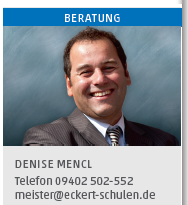 BERATUNG
DENISE MENCL
Telefon 09402 502-552
meister@eckert-schulen.de